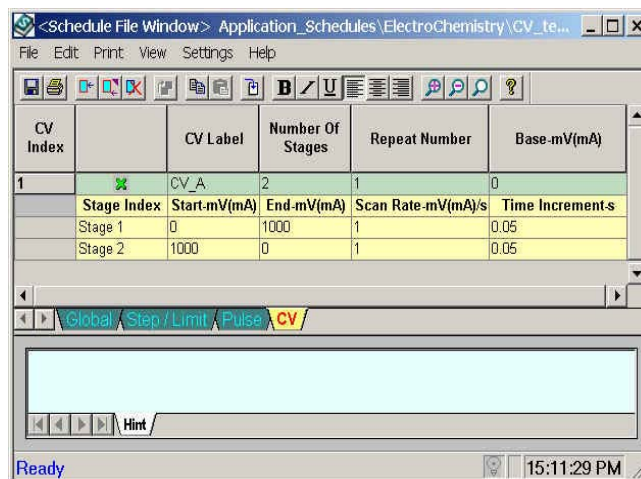 <Schedule File Window> Application_Schedules\ElectroChemistry\CV_te...
File Edit Print View Settings Help
B I U
CV Index CV Label Number Of Stages Repeat Number Base-mV(mA)
1 CV_A 2 1 0
Stage Index Start-mV(mA) End-mV(mA) Scan Rate-mV(mA)/s Time Increment-s
Stage 1 0 1000 1 0.05
Stage 2 1000 0 1 0.05
Global Step / Limit Pulse CV
Hint
Ready 15:11:29 PM